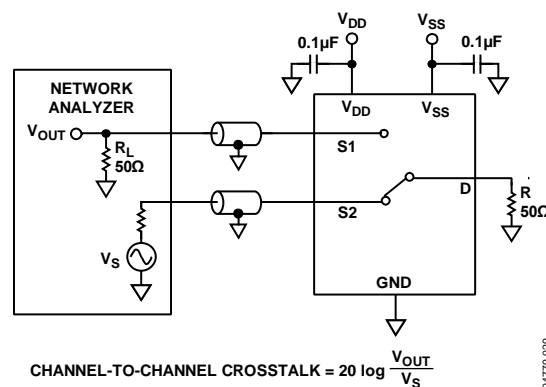 VDD
VSS
0.1µF
0.1µF
VDD
VSS
NETWORK
ANALYZER
VOUT
RL
50Ω
S1
S2
D
R
50Ω
VS
GND
CHANNEL-TO-CHANNEL CROSSTALK = 20 log VOUT
VS